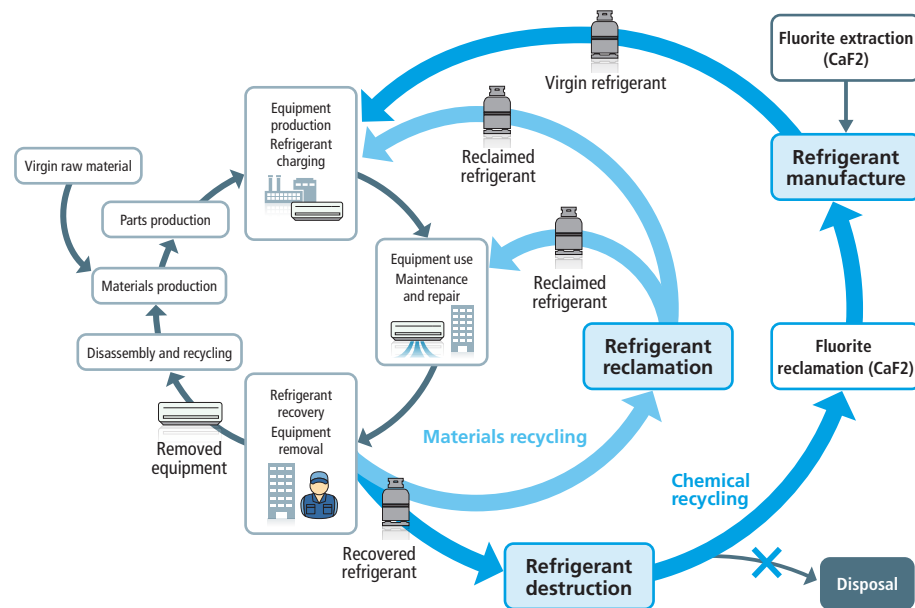 Fluorite extraction
(CaF2)
Virgin refrigerant
Equipment
production
Refrigerant
charging
Reclaimed
refrigerant
Refrigerant
manufacture
Virgin raw material
Parts production
Equipment use
Maintenance
and repair
Reclaimed
refrigerant
Materials production
Disassembly and recycling
Refrigerant
reclamation
Fluorite
reclamation (CaF2)
Refrigerant
recovery
Equipment
removal
Removed
equipment
Materials recycling
Chemical
recycling
Recovered
refrigerant
Refrigerant
destruction
Disposal